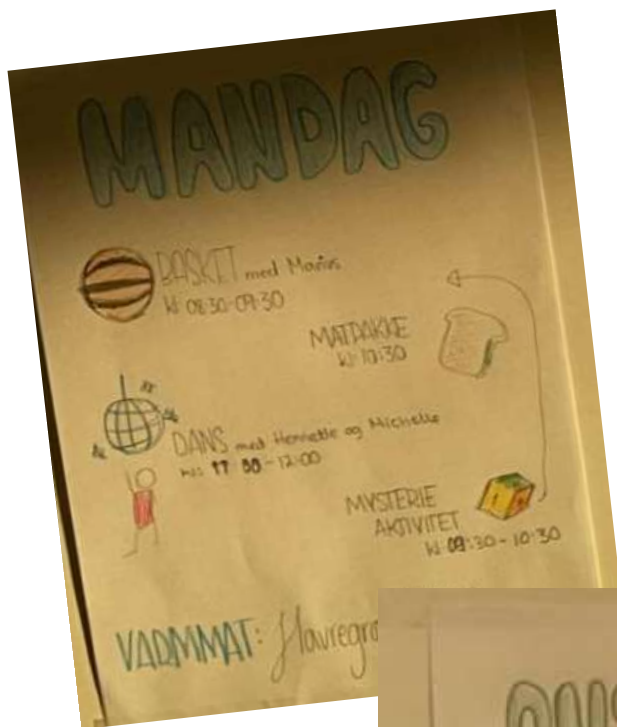 MANDAG
BASKET med Marius
kl 08:30-09:30
MATPAKKE
kl: 10:30
DANS med Henriette og Michelle
11 00-12:00
MYSTERIE
AKTIVITET
kl 09:30-10:30
VARMMAT: